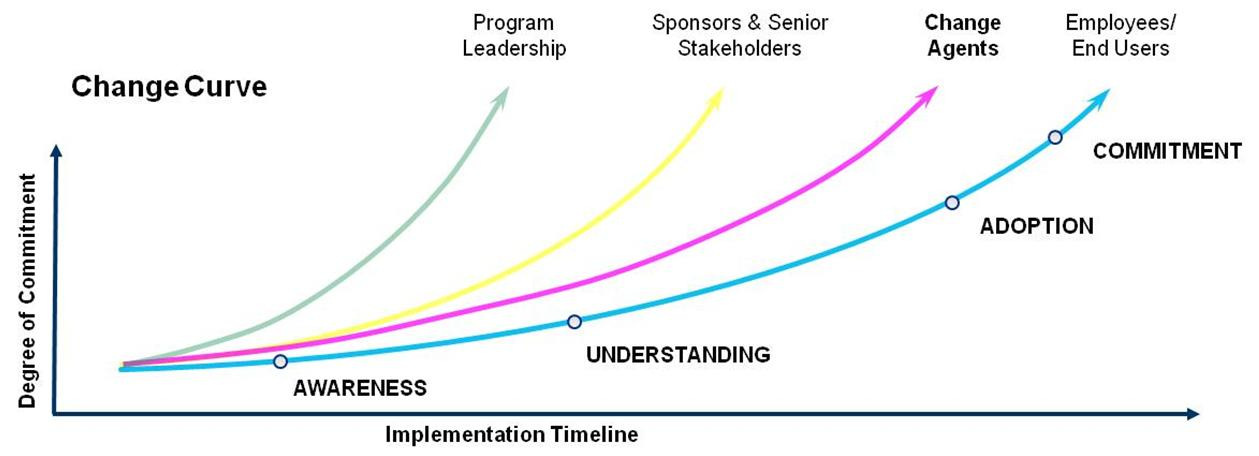 Program
Leadership
Sponsors & Senior
Stakeholders
Change
Agents
Employees/
End Users
Change Curve
COMMITMENT
ADOPTION
UNDERSTANDING
AWARENESS
Degree of Commitment
Implementation Timeline